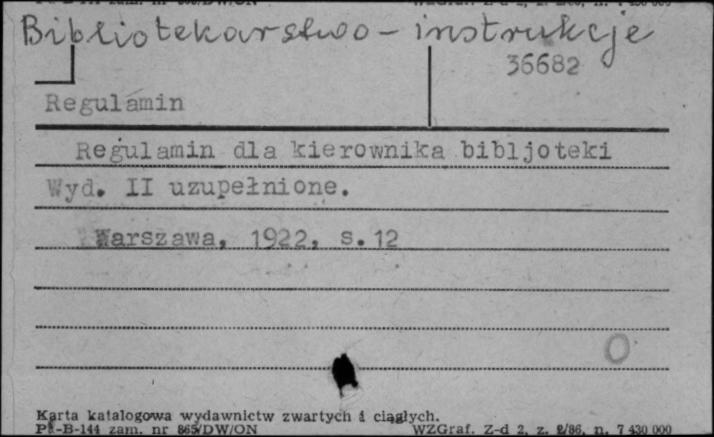 Bibliotekarstwo - instrukcje
36682
Regulamin
Regulamin dla kierownika bibljoteki
Wyd. II uzupełnione.
Warszawa, 1922, s.12
O
Karta katalogowa wydawnictw zwartych i ciągłych.
Pu-B-144 zam. nr 865/DW/ON WZGraf. Z-d 2, z. 2/86, n. 7 430 000